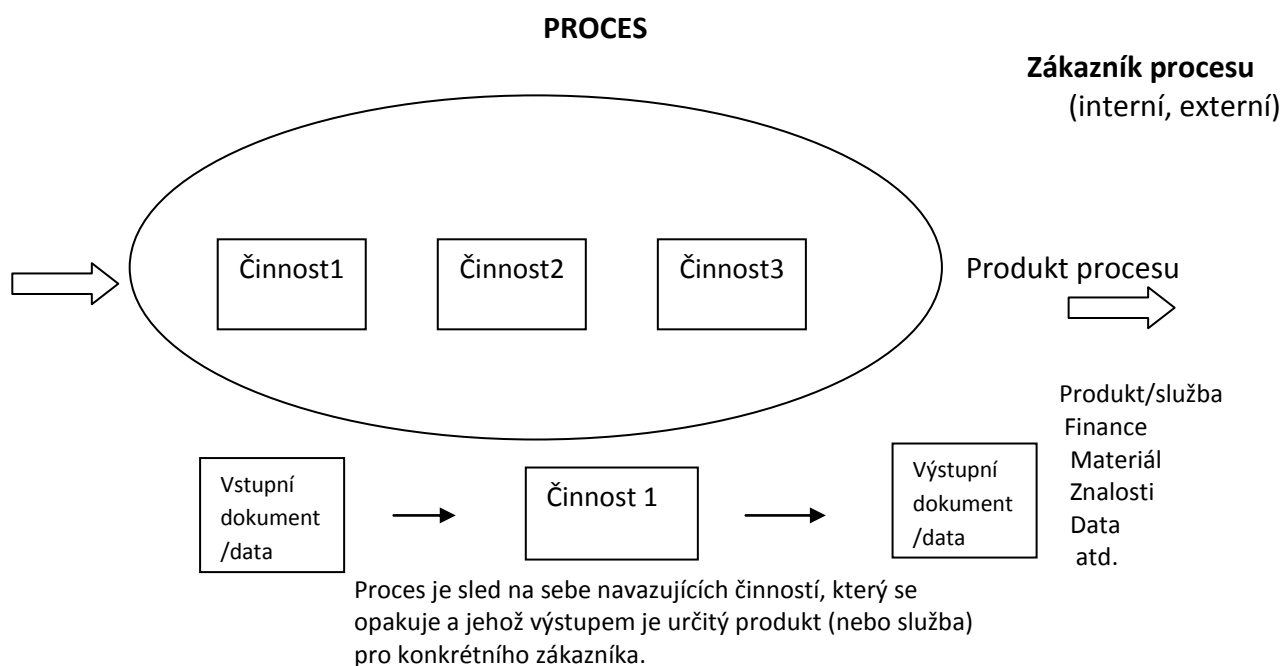 PROCES
Zákazník procesu
(interní, externí)
Činnost1
Činnost2
Činnost3
Produkt procesu
Produkt/služba
Finance
Materiál
Znalosti
Data
atd.
Vstupní
dokument
/data
Činnost 1
Výstupní
dokument
/data
Proces je sled na sebe navazujících činností, který se
opakuje a jehož výstupem je určitý produkt (nebo služba)
pro konkrétního zákazníka.